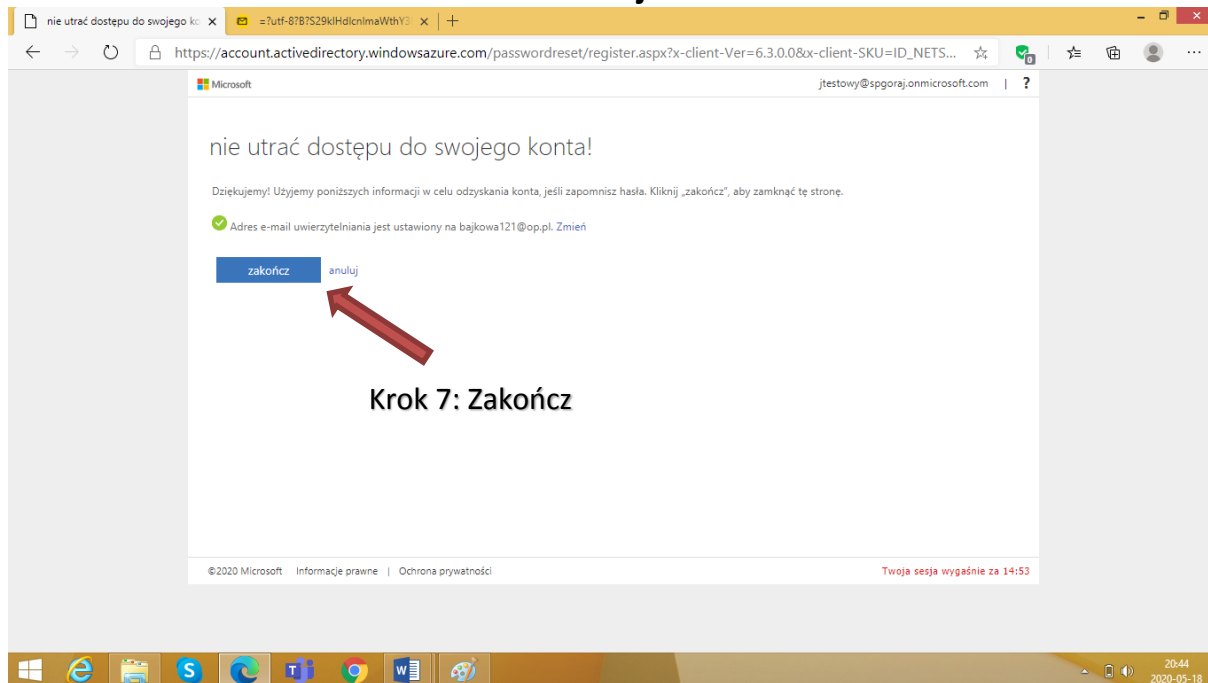 nie utrać dostępu do swojego ko
=?utf-8?B?S29kIHdlcnlmaWthY3
https://account.activedirectory.windowsazure.com/passwordreset/register.aspx?x-client-Ver=6.3.0.0&x-client-SKU=ID_NETS...
0
Microsoft
jtestowy@spgoraj.onmicrosoft.com | ?
nie utrać dostępu do swojego konta!
Dziękujemy! Użyjemy poniższych informacji w celu odzyskania konta, jeśli zapomnisz hasła. Kliknij „zakończ”, aby zamknąć tę stronę.
Adres e-mail uwierzytelniania jest ustawiony na bajkowa121@op.pl. Zmień
zakończ anuluj
Krok 7: Zakończ
©2020 Microsoft Informacje prawne | Ochrona prywatności
Twoja sesja wygaśnie za 14:53
20:44
2020-05-18